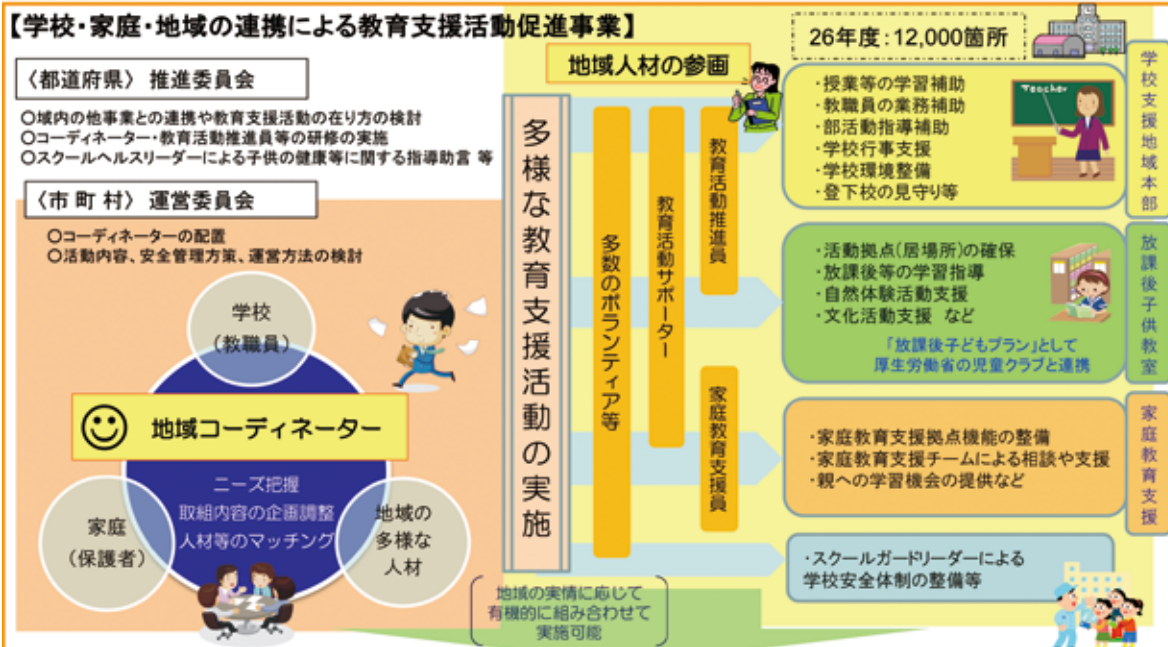 【学校・家庭・地域の連携による教育支援活動促進事業】
〈都道府県〉 推進委員会
○域内の他事業との連携や教育支援活動の在り方の検討
○コーディネーター・教育活動推進員等の研修の実施
○スクールヘルスリーダーによる子供の健康等に関する指導助言 等
〈市 町 村〉 運営委員会
○コーディネーターの配置
○活動内容、安全管理方策、運営方法の検討
学校
(教職員)
地域コーディネーター
ニーズ把握
取組内容の企画調整
人材等のマッチング
家庭
(保護者)
地域の
多様な
人材
多様な教育支援活動の実施
地域の実情に応じて
有機的に組み合わせて
実施可能
地域人材の参画
多数のボランティア等
教育活動サポーター
教育活動推進員
家庭教育支援員
26年度:12,000箇所
・授業等の学習補助
・教職員の業務補助
・部活動指導補助
・学校行事支援
・学校環境整備
・登下校の見守り等
Teacher
学校支援地域本部
・活動拠点(居場所)の確保
・放課後等の学習指導
・自然体験活動支援
・文化活動支援 など
「放課後子どもプラン」として
厚生労働省の児童クラブと連携
放課後子供教室
・家庭教育支援拠点機能の整備
・家庭教育支援チームによる相談や支援
・親への学習機会の提供など
家庭教育支援
・スクールガードリーダーによる
学校安全体制の整備等